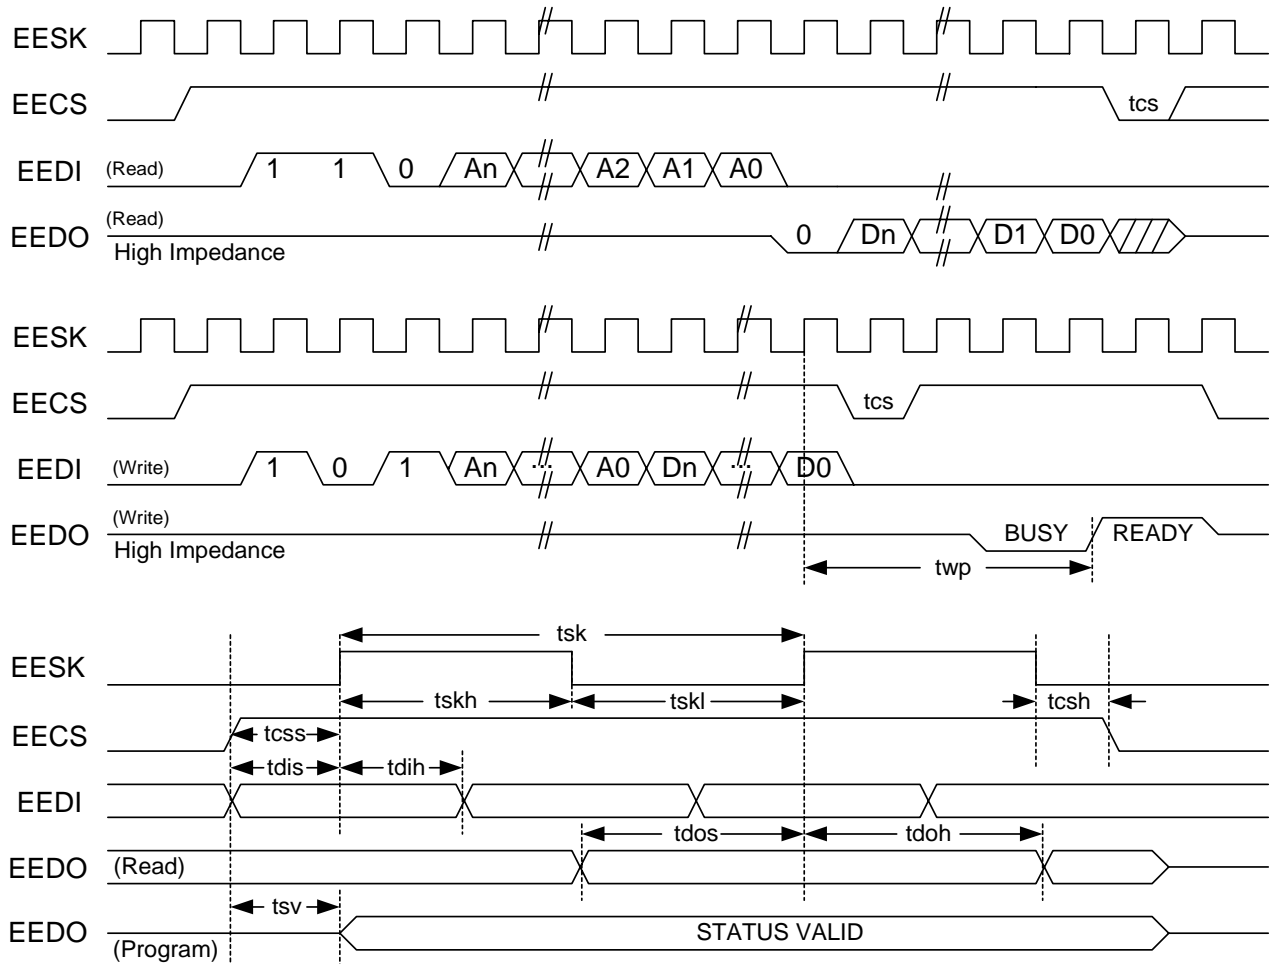 EESK
EECS tcs
EEDI (Read) 1 1 0 An A2 A1 A0
EEDO (Read) 0 Dn D1 D0
High Impedance
EESK
EECS tcs
EEDI (Write) 1 0 1 An ... A0 Dn ... D0
EEDO (Write) BUSY READY
High Impedance
twp
tsk
EESK
tskh tskl tcsh
EECS tcss
tdis tdih
EEDI
tdos tdoh
EEDO (Read)
tsv
EEDO STATUS VALID
(Program)